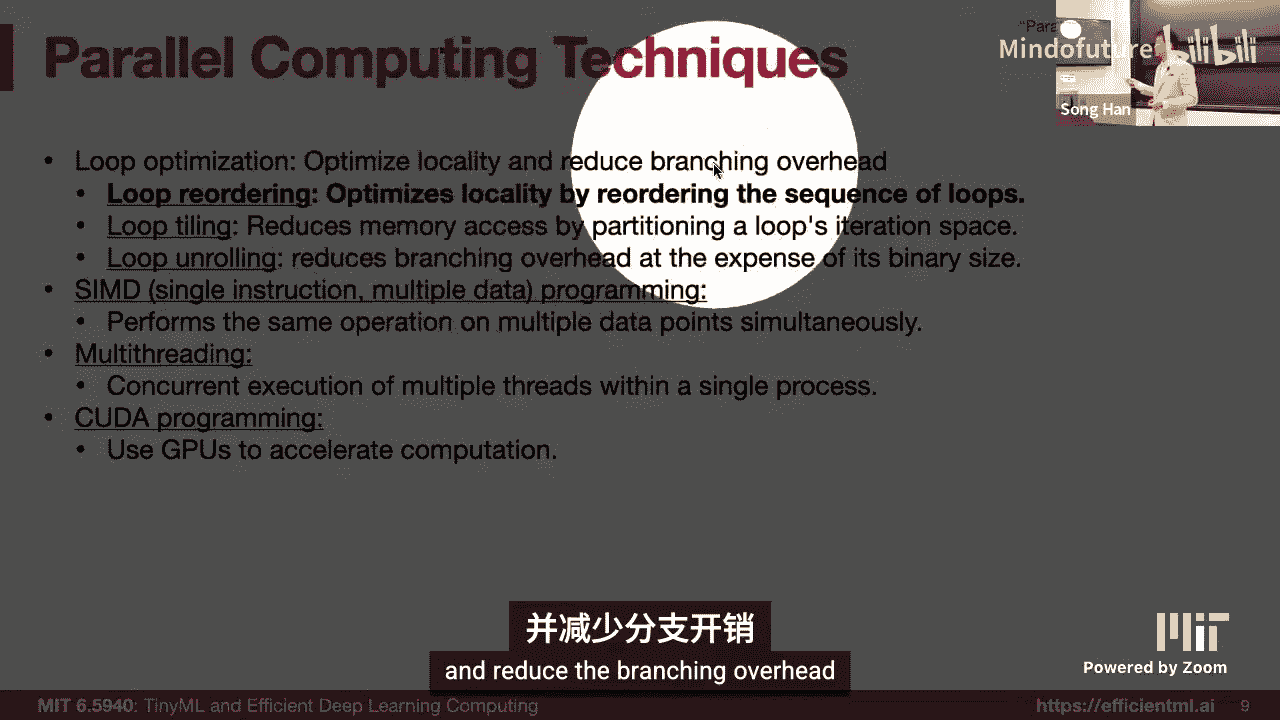 Parallel Computing Techniques
"Para
Mindofuture
bilibili
Song Han
• Loop optimization: Optimize locality and reduce branching overhead
• Loop reordering: Optimizes locality by reordering the sequence of loops.
• Loop tiling: Reduces memory access by partitioning a loop's iteration space.
• Loop unrolling: reduces branching overhead at the expense of its binary size.
• SIMD (single instruction, multiple data) programming:
• Performs the same operation on multiple data points simultaneously.
• Multithreading:
• Concurrent execution of multiple threads within a single process.
• CUDA programming:
• Use GPUs to accelerate computation.
并减少分支开销
and reduce the branching overhead
MIT
Powered by Zoom
MIT 6.5940: TinyML and Efficient Deep Learning Computing
https://efficientml.ai
9